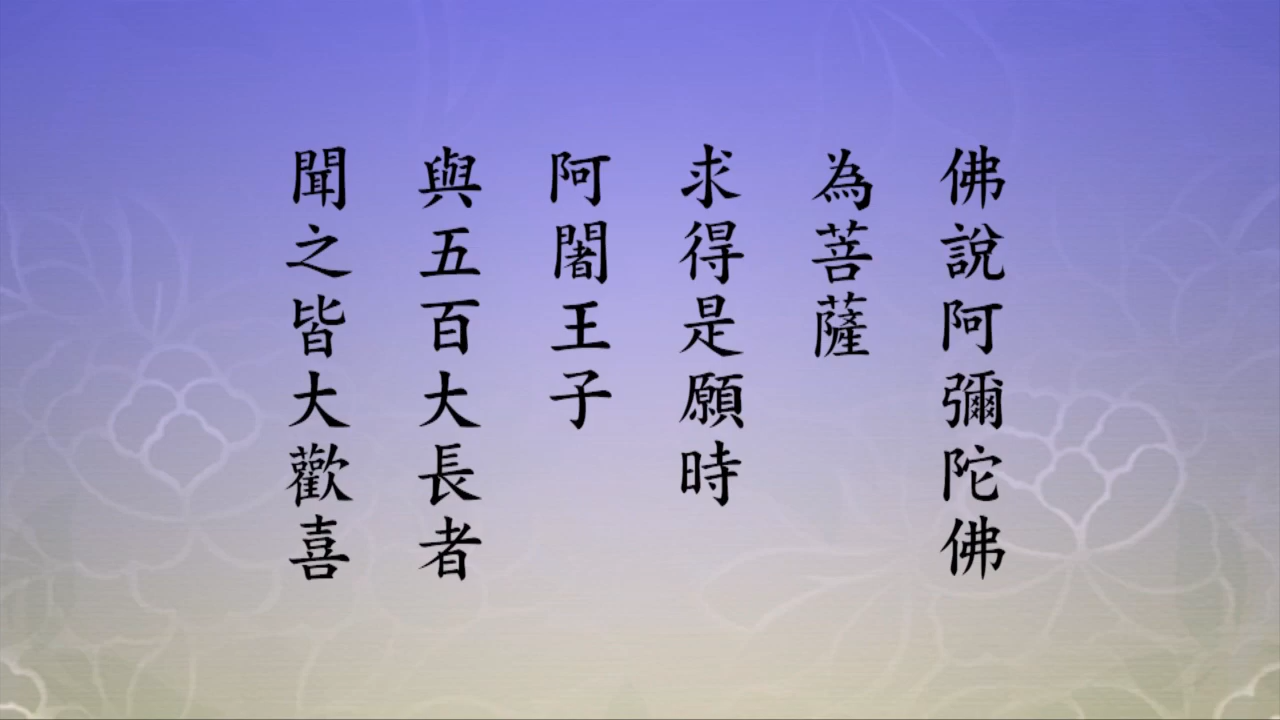 佛說阿彌陀佛
為菩薩
求得是願時
阿闍王子
與五百大長者
聞之皆大歡喜